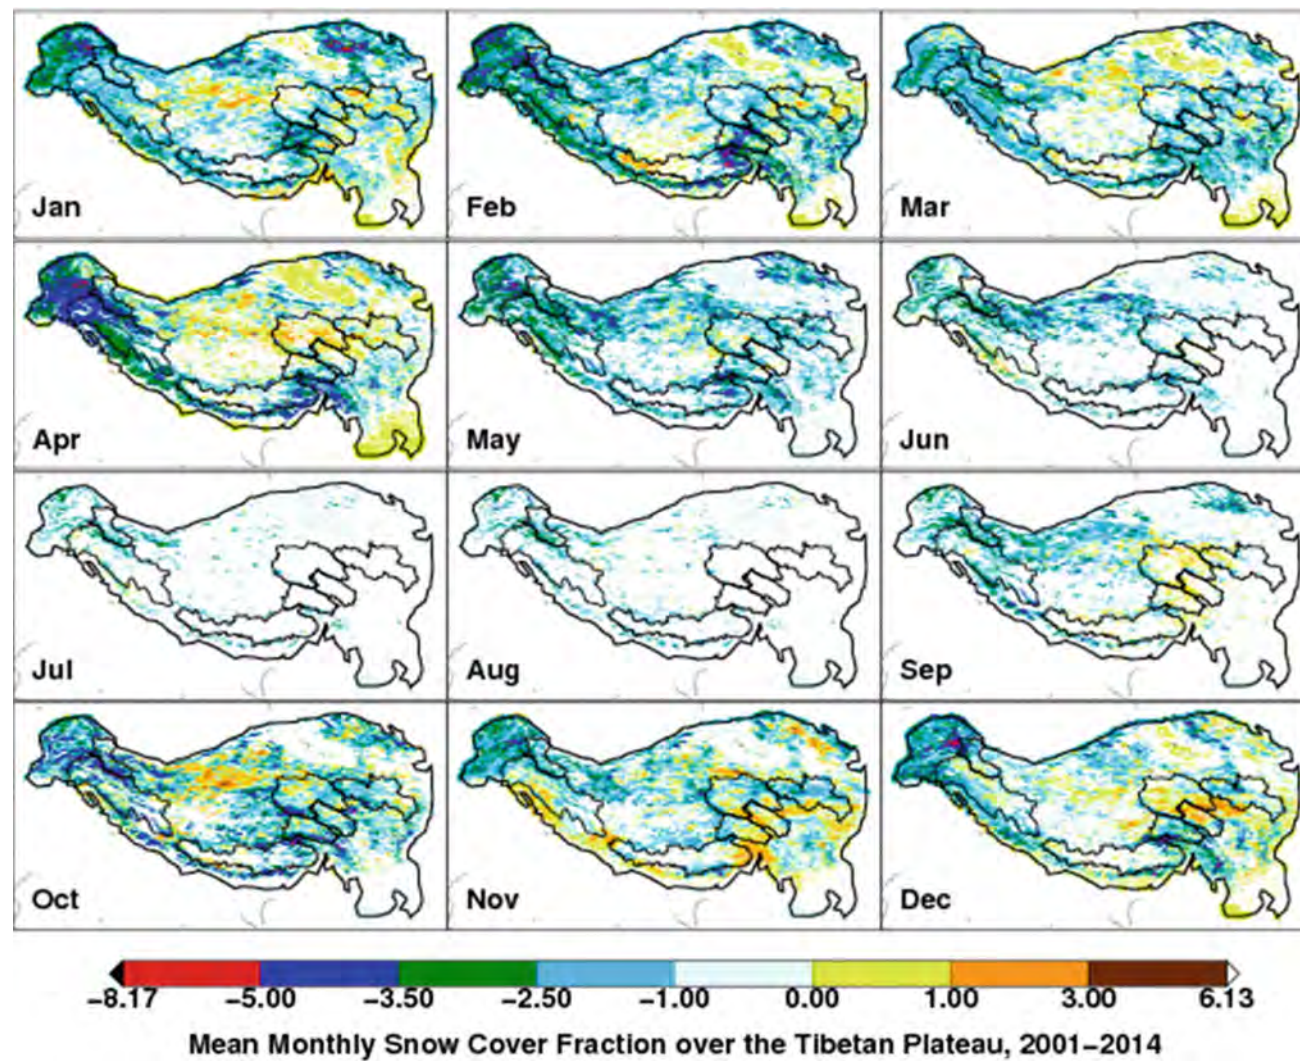 Jan
Feb
Mar
Apr
May
Jun
Jul
Aug
Sep
Oct
Nov
Dec
−8.17 −5.00 −3.50 −2.50 −1.00 0.00 1.00 3.00 6.13
Mean Monthly Snow Cover Fraction over the Tibetan Plateau, 2001−2014